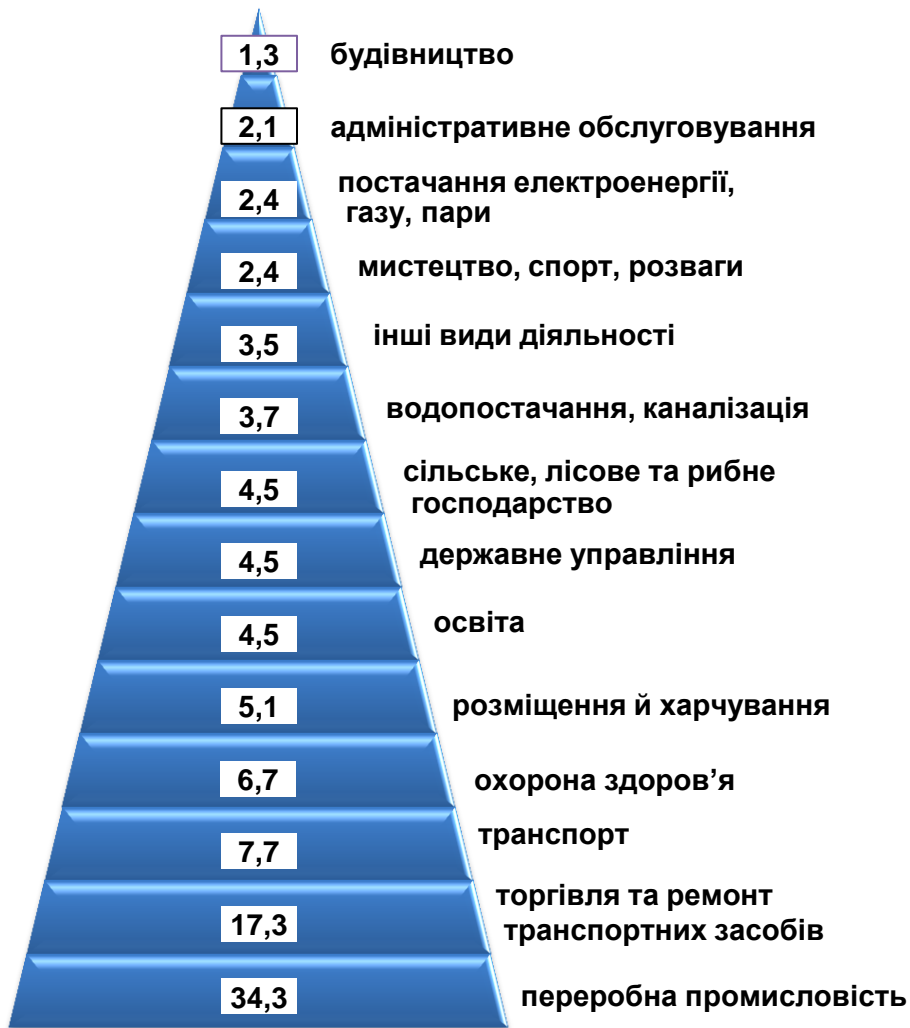 1,3 будівництво
2,1 адміністративне обслуговування
постачання електроенергії,
2,4 газу, пари
2,4 мистецтво, спорт, розваги
3,5 інші види діяльності
3,7 водопостачання, каналізація
сільське, лісове та рибне
4,5 господарство
4,5 державне управління
4,5 освіта
5,1 розміщення й харчування
6,7 охорона здоров’я
7,7 транспорт
торгівля та ремонт
17,3 транспортних засобів
34,3 переробна промисловість